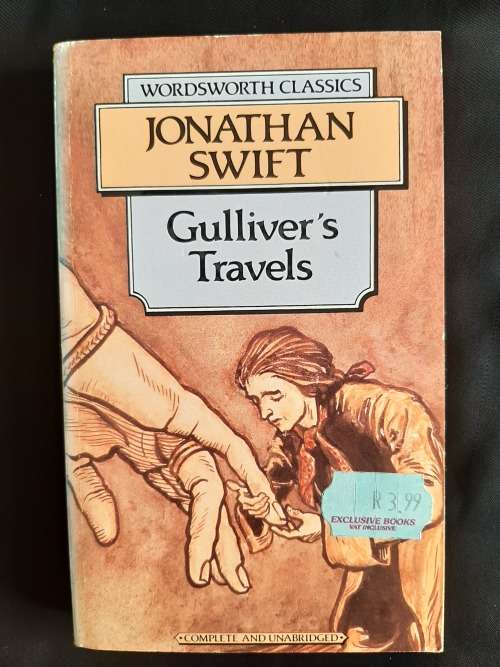 WORDSWORTH CLASSICS
JONATHAN
SWIFT
Gulliver's
Travels
R 3.99
EXCLUSIVE BOOKS
VAT INCLUSIVE
COMPLETE AND UNABRIDGED